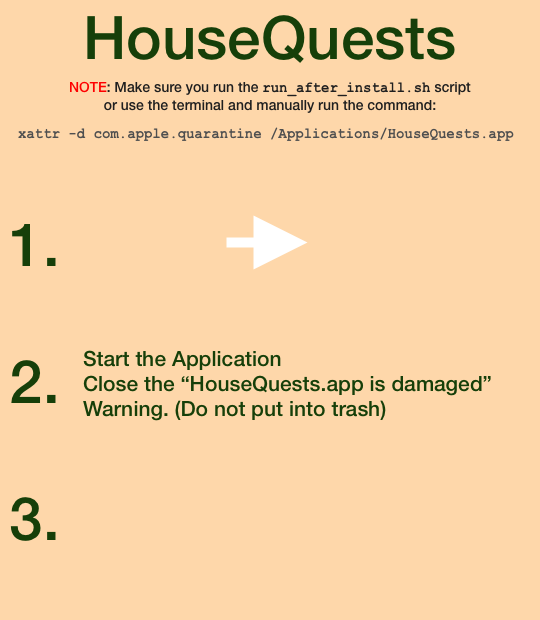 HouseQuests
NOTE: Make sure you run the run_after_install.sh script
or use the terminal and manually run the command:
xattr -d com.apple.quarantine /Applications/HouseQuests.app
1.
2.
Start the Application
Close the “HouseQuests.app is damaged”
Warning. (Do not put into trash)
3.